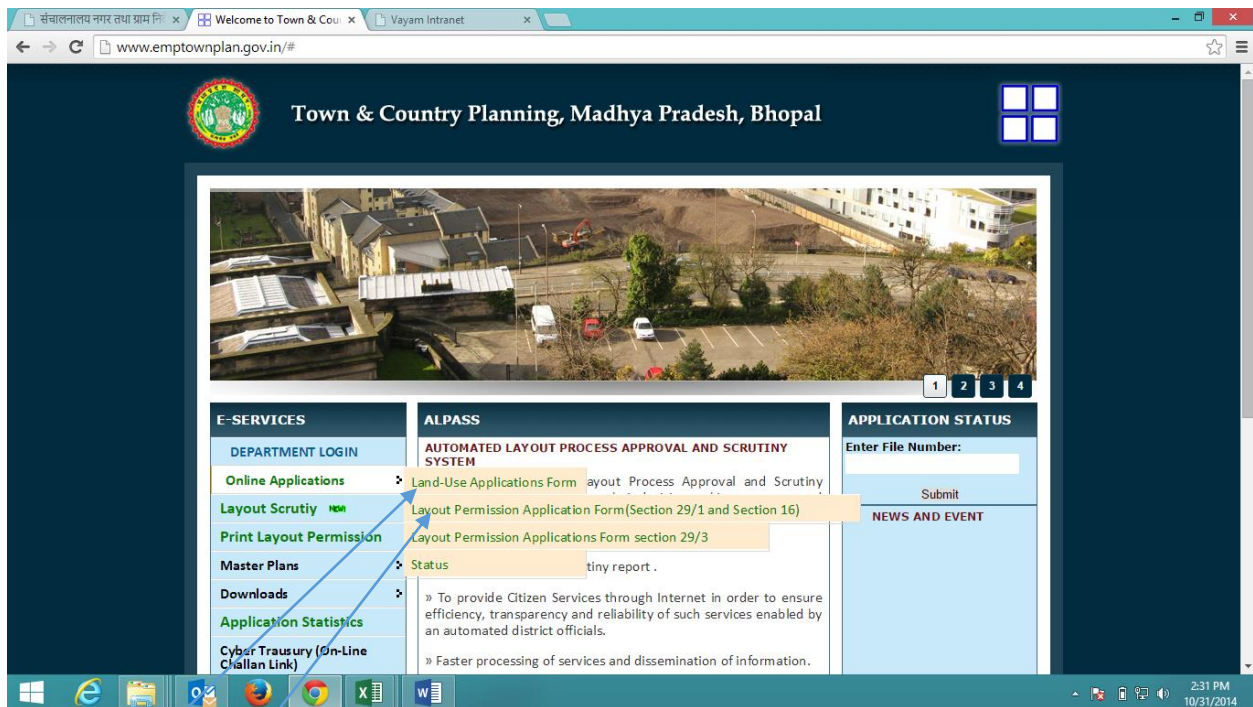 संचालनालय नगर तथा ग्राम नि
Welcome to Town & Cou
Vayam Intranet
www.emptownplan.gov.in/#
Town & Country Planning, Madhya Pradesh, Bhopal
1 2 3 4
E-SERVICES
DEPARTMENT LOGIN
Online Applications
Layout Scrutiy NEW
Print Layout Permission
Master Plans
Downloads
Application Statistics
Cyber Trausury (On-Line
Challan Link)
Land-Use Applications Form
Layout Permission Application Form(Section 29/1 and Section 16)
Layout Permission Applications Form section 29/3
Status
ALPASS
AUTOMATED LAYOUT PROCESS APPROVAL AND SCRUTINY
SYSTEM
ayout Process Approval and Scrutiny
tiny report .
» To provide Citizen Services through Internet in order to ensure
efficiency, transparency and reliability of such services enabled by
an automated district officials.
» Faster processing of services and dissemination of information.
APPLICATION STATUS
Enter File Number:
Submit
NEWS AND EVENT
2:31 PM
10/31/2014